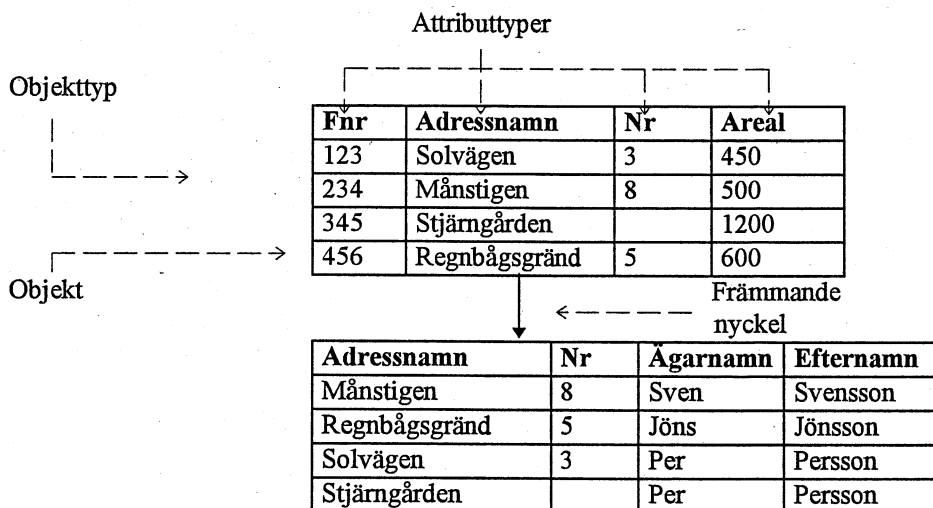 Attributtyper
Objekttyp
Fnr Adressnamn Nr Areal
123 Solvägen 3 450
234 Månstigen 8 500
345 Stjärngården 1200
456 Regnbågsgränd 5 600
Objekt
Främmande
nyckel
Adressnamn Nr Ägarnamn Efternamn
Månstigen 8 Sven Svensson
Regnbågsgränd 5 Jöns Jönsson
Solvägen 3 Per Persson
Stjärngården Per Persson